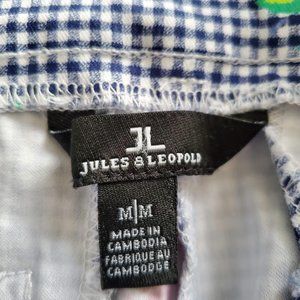 JL
JULES & LEOPOLD
M|M
MADE IN
CAMBODIA
FABRIQUÉ AU
CAMBODGE